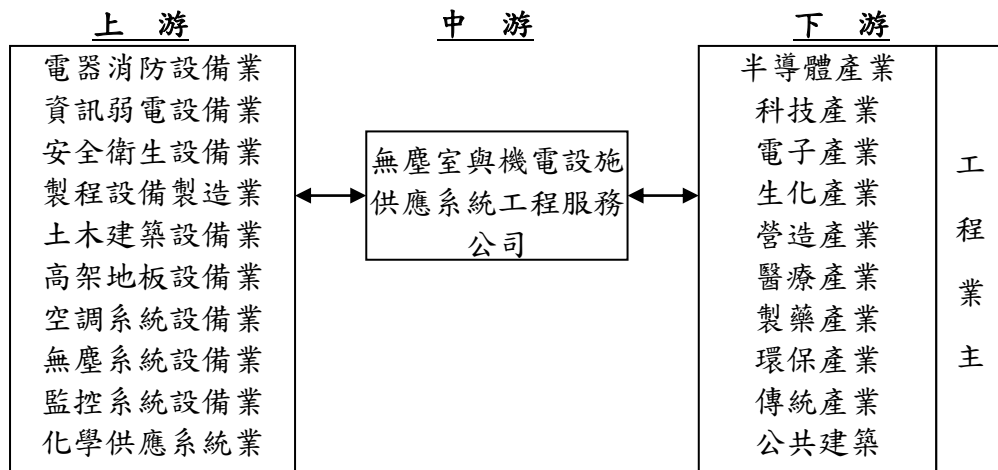 上 游
電器消防設備業
資訊弱電設備業
安全衛生設備業
製程設備製造業
土木建築設備業
高架地板設備業
空調系統設備業
無塵系統設備業
監控系統設備業
化學供應系統業
中 游
無塵室與機電設施
供應系統工程服務
公司
下 游
半導體產業
科技產業
電子產業
生化產業
營造產業
醫療產業
製藥產業
環保產業
傳統產業
公共建築
工程業主